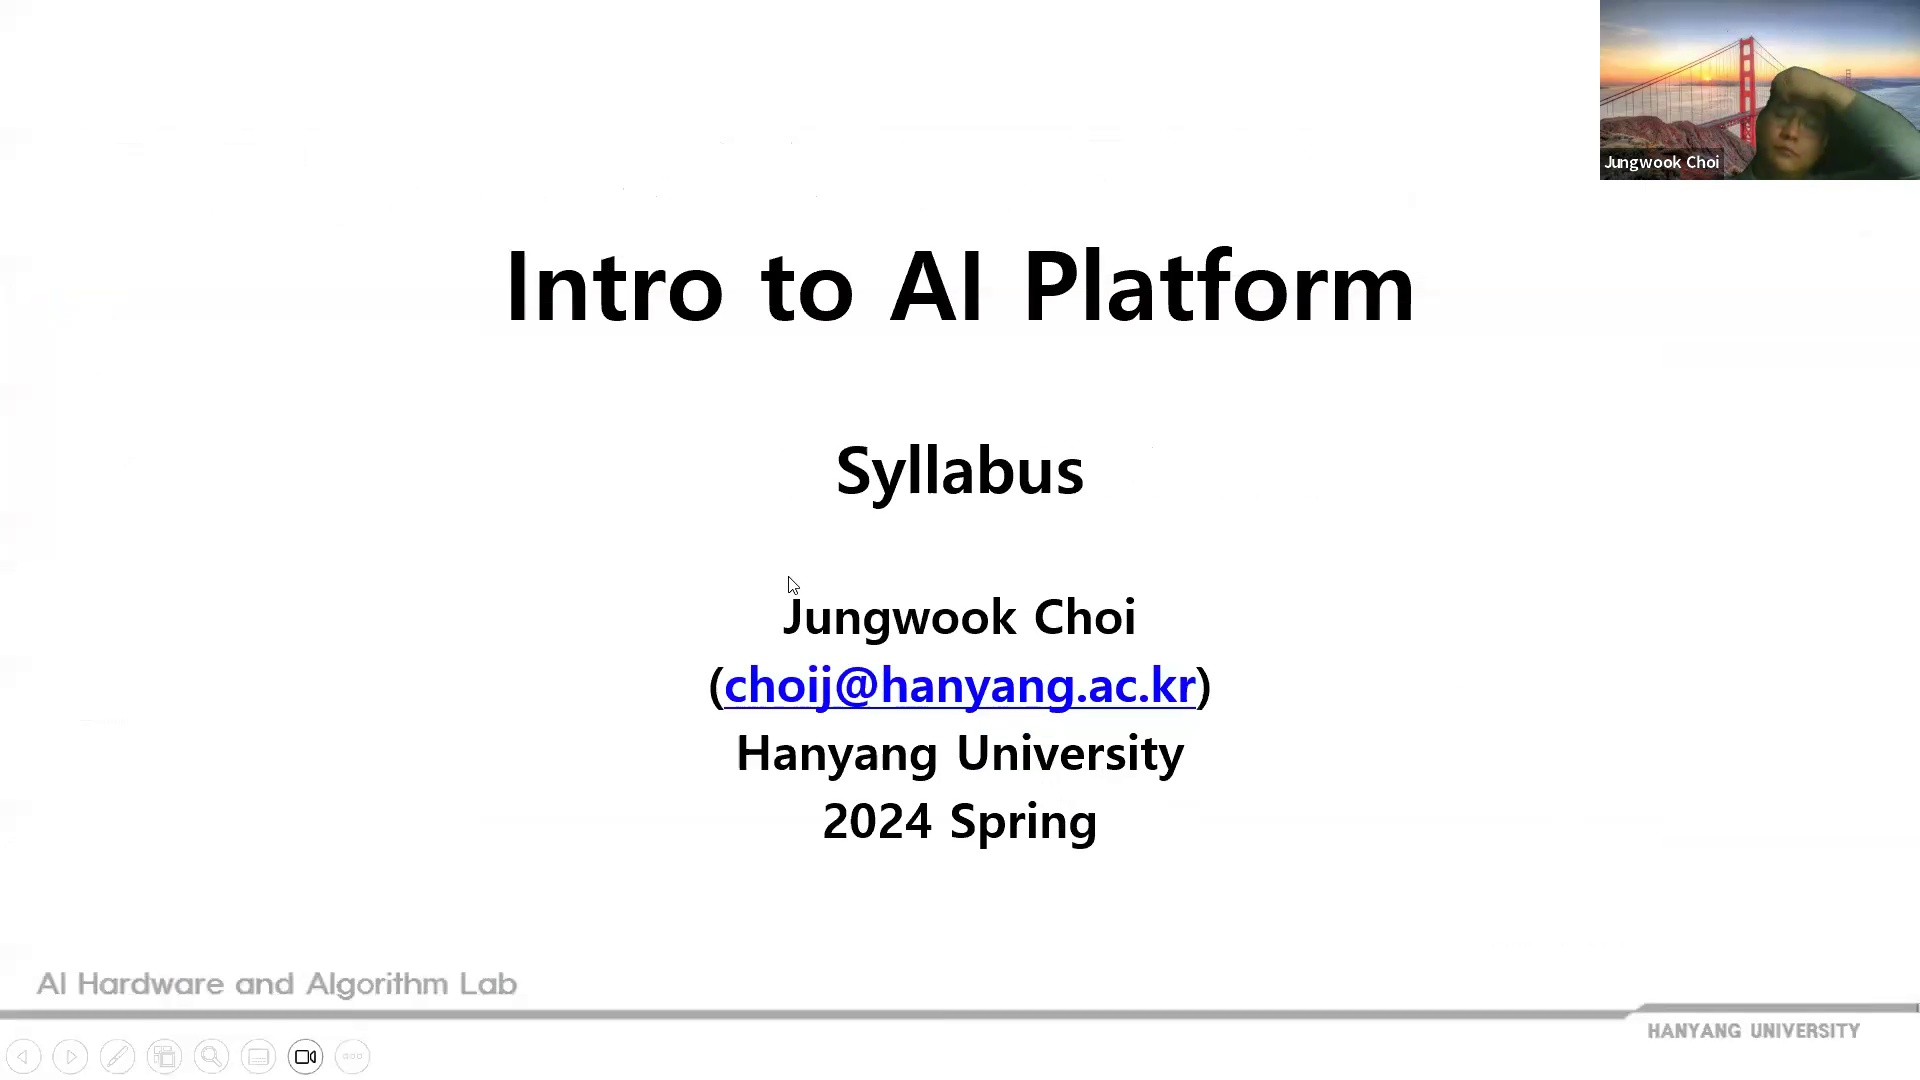 Jungwook Choi
Intro to AI Platform
Syllabus
Jungwook Choi
(choij@hanyang.ac.kr)
Hanyang University
2024 Spring
AI Hardware and Algorithm Lab
HANYANG UNIVERSITY